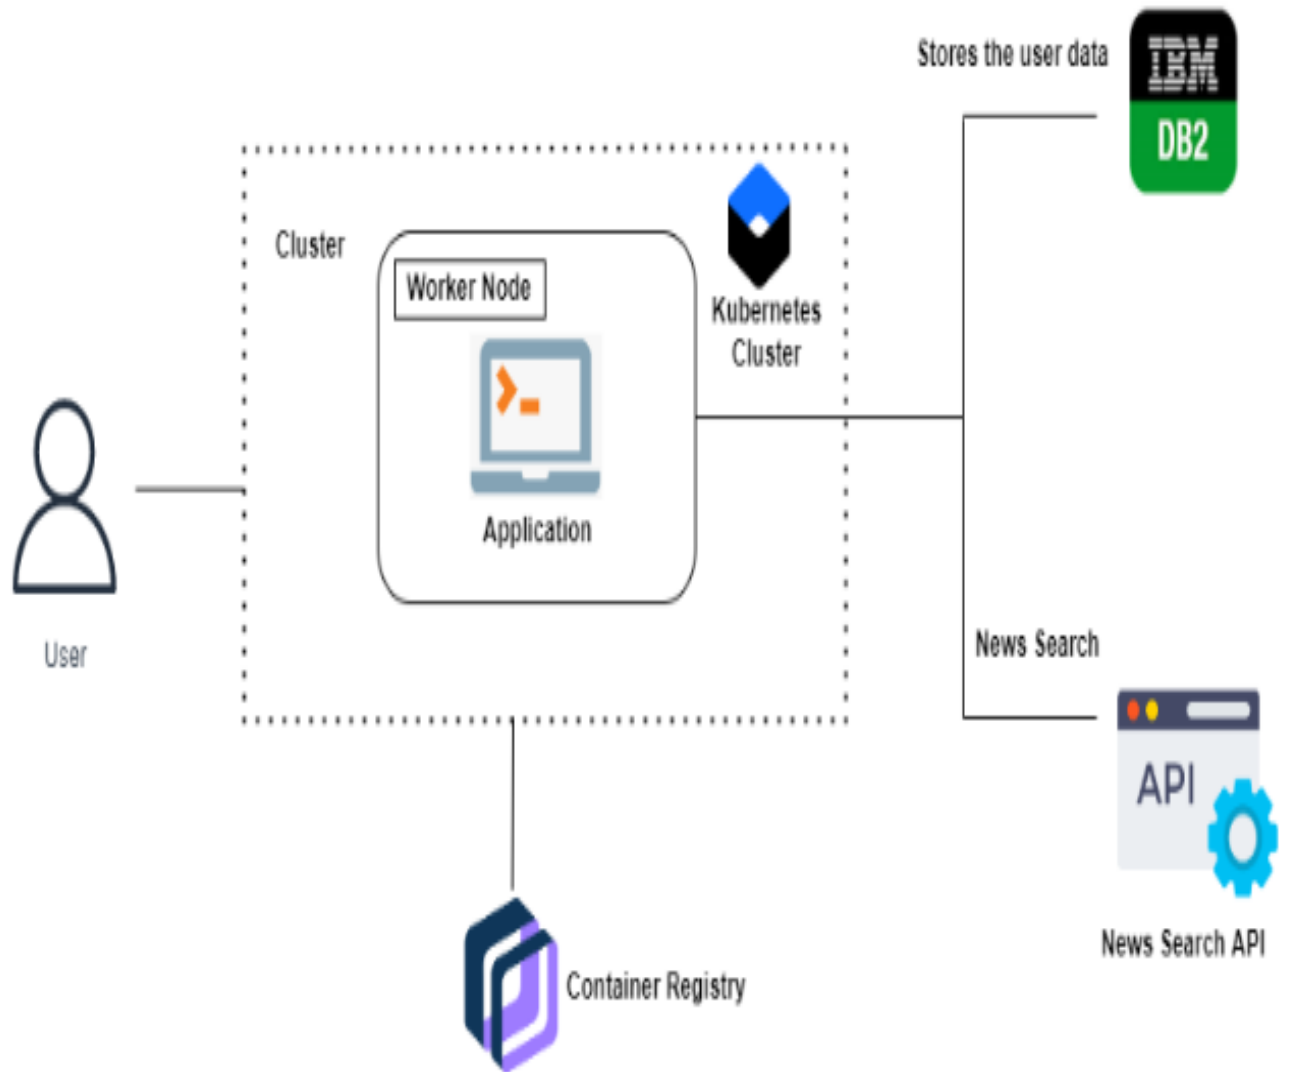 Stores the user data
IBM
DB2
Cluster
Worker Node
Kubernetes
Cluster
Application
User
News Search
API
News Search API
Container Registry